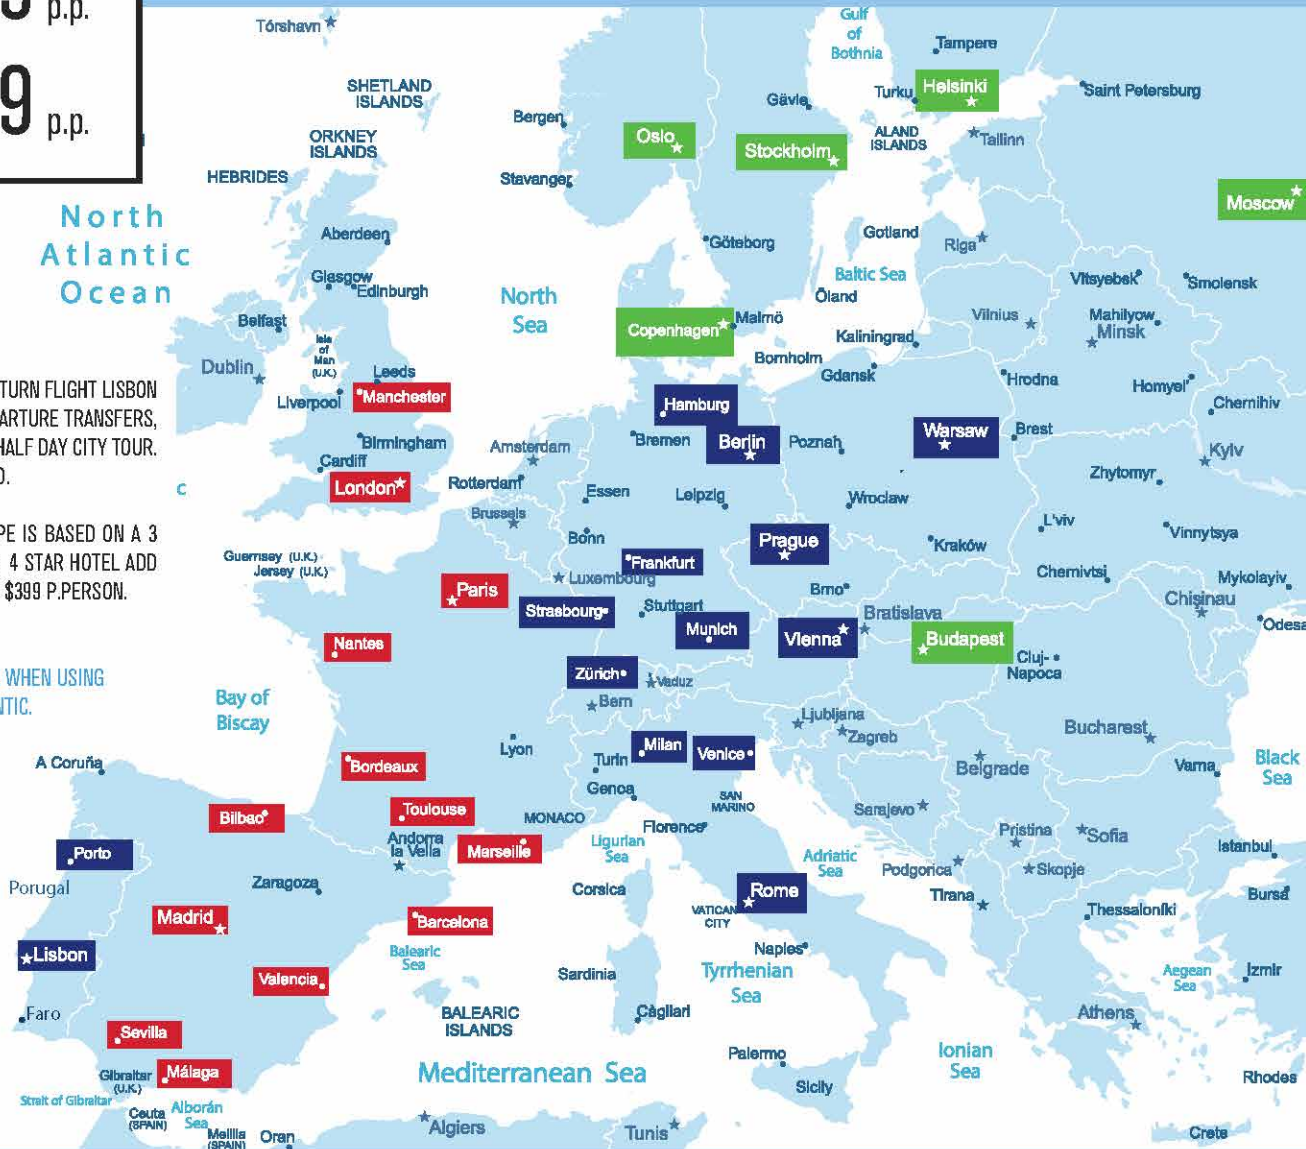 p.p.
9 p.p.
Tórshavn
SHETLAND
ISLANDS
ORKNEY
ISLANDS
HEBRIDES
North
Atlantic
Ocean
Aberdeen
Glasgow
Edinburgh
Belfast
Isle
of
Man
(U.K.)
Dublin
Leeds
Liverpool
Manchester
Birmingham
Cardiff
London
TURN FLIGHT LISBON
ARTURE TRANSFERS,
HALF DAY CITY TOUR.
PE IS BASED ON A 3
4 STAR HOTEL ADD
$399 P.PERSON.
WHEN USING
NTIC.
c
Gulf
of
Bothnia
Tampere
Turku
Helsinki
Saint Petersburg
Gävle
Bergen
Oslo
Stockholm
ALAND
ISLANDS
Tallinn
Stavanger
Moscow
Göteborg
Gotland
Riga
Baltic Sea
Öland
Vitsyebsk
Smolensk
North
Sea
Copenhagen
Malmö
Vilnius
Mahilyow
Minsk
Kaliningrad
Bornholm
Gdansk
Hrodna
Homyel'
Chernihiv
Hamburg
Bremen
Berlin
Poznań
Warsaw
Brest
Kyiv
Amsterdam
Rotterdam
Essen
Leipzig
Wroclaw
Zhytomyr
Brussels
Bonn
Prague
Kraków
L'viv
Vinnytsya
Guernsey (U.K.)
Jersey (U.K.)
Frankfurt
Luxembourg
Brno
Chernivtsi
Mykolayiv
Chişinau
Paris
Strasbourg
Stuttgart
Munich
Vienna
Bratislava
Budapest
Odesa
Nantes
Zürich
Vaduz
Bern
Cluj-
Napoca
Bay of
Biscay
Lyon
Turin
Milan
Venice
Ljubljana
Zagreb
Bucharest
Belgrade
Varna
Black
Sea
A Coruña
Bordeaux
Genoa
SAN
MARINO
Bilbao
Toulouse
MONACO
Florence
Sarajevo
Andorra
la Vella
Marseille
Ligurian
Sea
Adriatic
Sea
Pristina
Sofia
Istanbul
Porto
Porugal
Zaragoza
Corsica
Rome
Podgorica
Skopje
Tirana
Bursa
VATICAN
CITY
Thessaloníki
Madrid
Barcelona
Lisbon
Balearic
Sea
Naples
Valencia
Sardinia
Tyrrhenian
Sea
Aegean
Sea
Izmir
Faro
BALEARIC
ISLANDS
Cagliari
Athens
Sevilla
Gibraltar
(U.K.)
Málaga
Mediterranean Sea
Palermo
Sicily
Ionian
Sea
Rhodes
Strait of Gibraltar
Ceuta
(SPAIN)
Alborán
Sea
Melilla
(SPAIN)
Oran
Algiers
Tunis
Crete